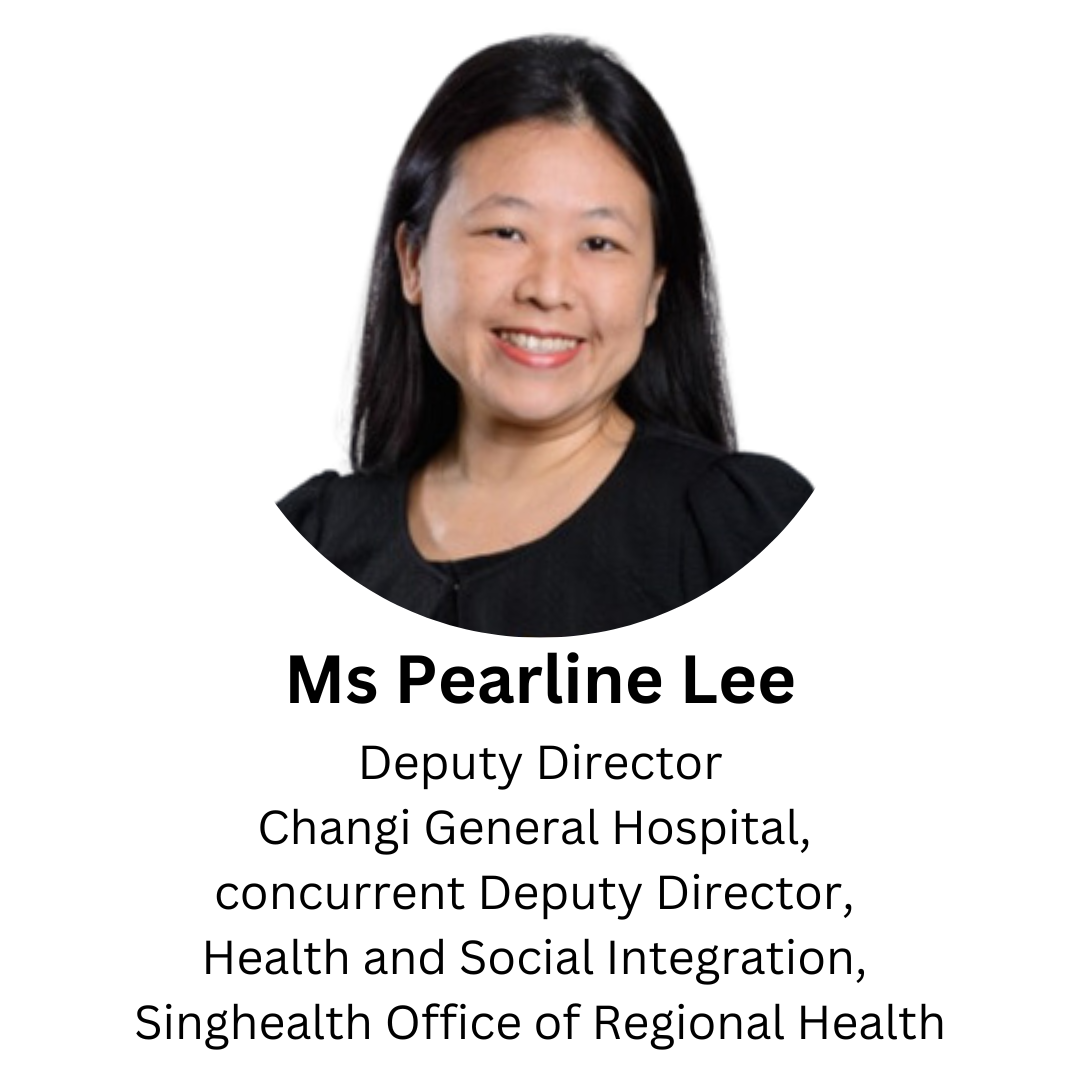 Ms Pearline Lee
Deputy Director
Changi General Hospital,
concurrent Deputy Director,
Health and Social Integration,
Singhealth Office of Regional Health